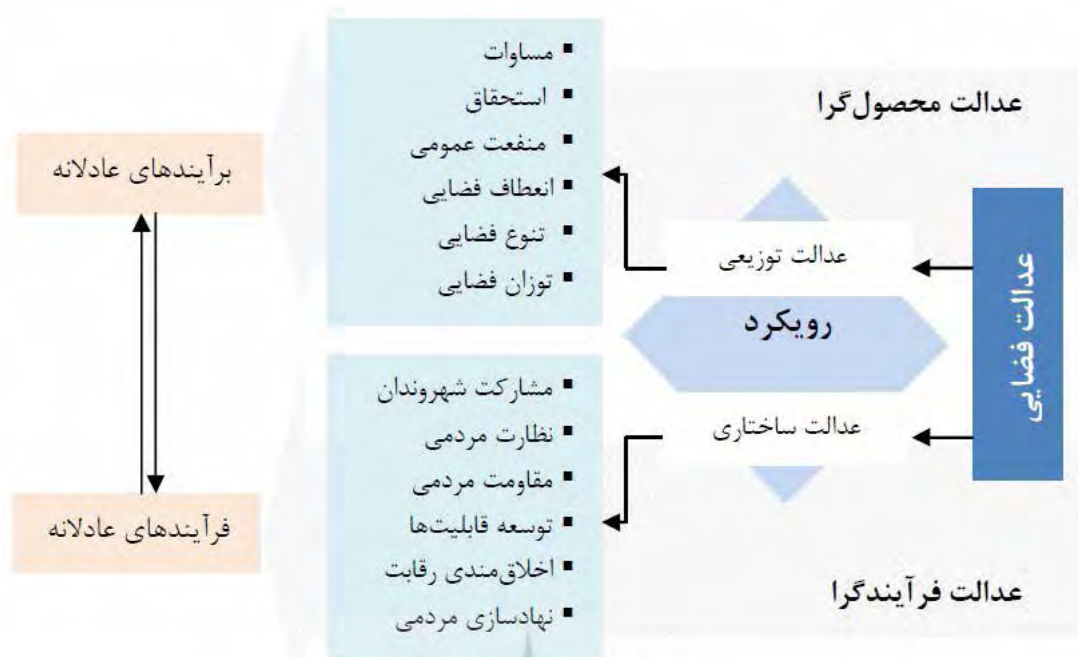 عدالت محصول‌گرا
عدالت فضایی
عدالت توزیعی
رویکرد
عدالت ساختاری
عدالت فرآیندگرا
▪ مساوات
▪ استحقاق
▪ منفعت عمومی
▪ انعطاف فضایی
▪ تنوع فضایی
▪ توزان فضایی
▪ مشارکت شهروندان
▪ نظارت مردمی
▪ مقاومت مردمی
▪ توسعه قابلیت‌ها
▪ اخلاق‌مندی رقابت
▪ نهادسازی مردمی
برآیندهای عادلانه
فرآیندهای عادلانه